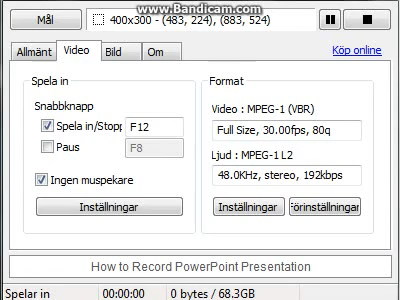 www.Bandicam.com
Mål
400x300 - (483, 224), (883, 524)
Allmänt
Video
Bild
Om
Köp online
Spela in
Snabbknapp
Spela in/Stopp
F12
Paus
F8
Ingen muspekare
Inställningar
Format
Video : MPEG-1 (VBR)
Full Size, 30.00fps, 80q
Ljud : MPEG-1 L2
48.0KHz, stereo, 192kbps
Inställningar
Förinställningar
How to Record PowerPoint Presentation
Spelar in
00:00:00
0 bytes / 68.3GB